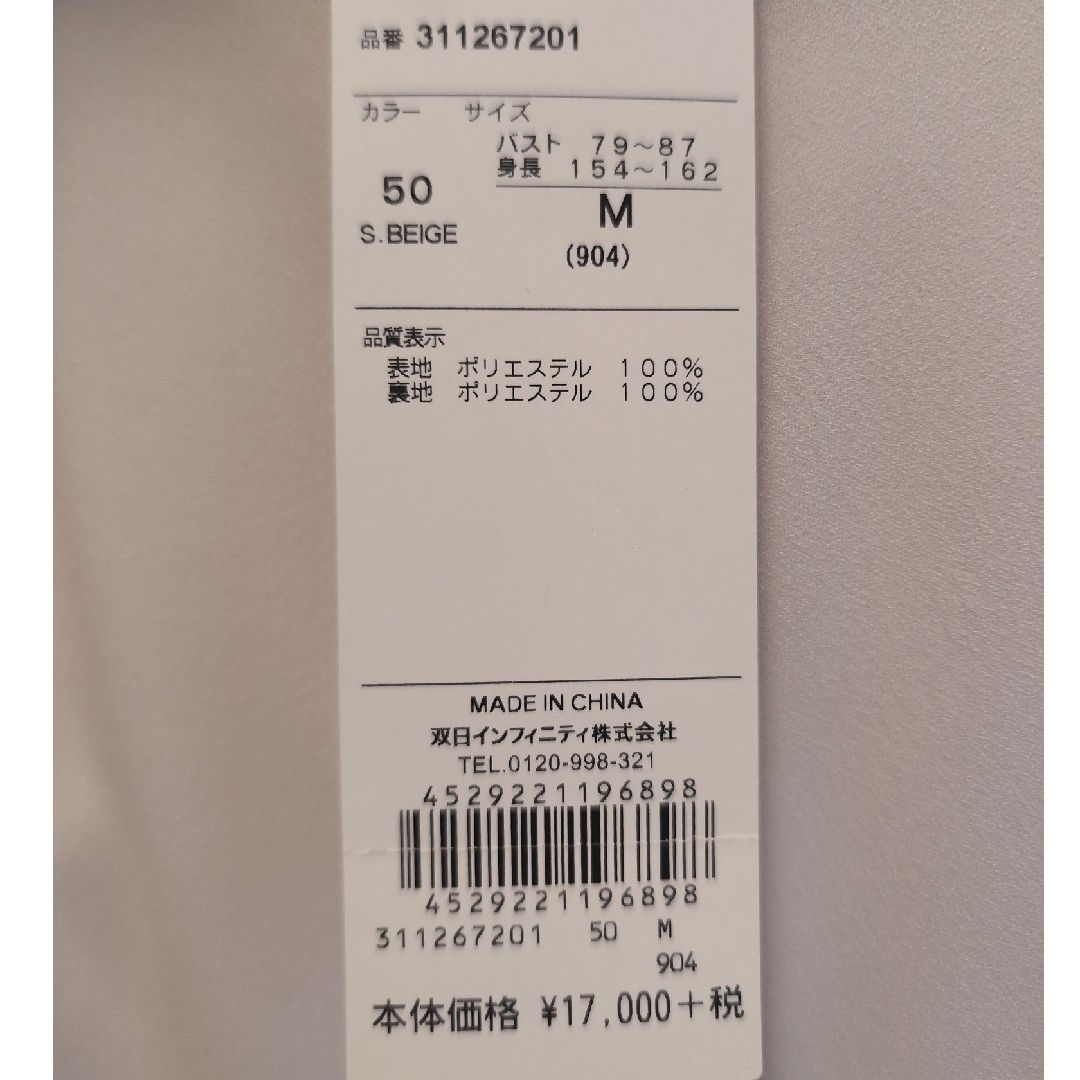 品番 311267201
カラー サイズ
バスト 79～87
身長 154～162
50 M
S.BEIGE (904)
品質表示
表地 ポリエステル 100%
裏地 ポリエステル 100%
MADE IN CHINA
双日インフィニティ株式会社
TEL.0120-998-321
4529221196898
4529221196898
311267201 50 M
904
本体価格 ¥17,000+税